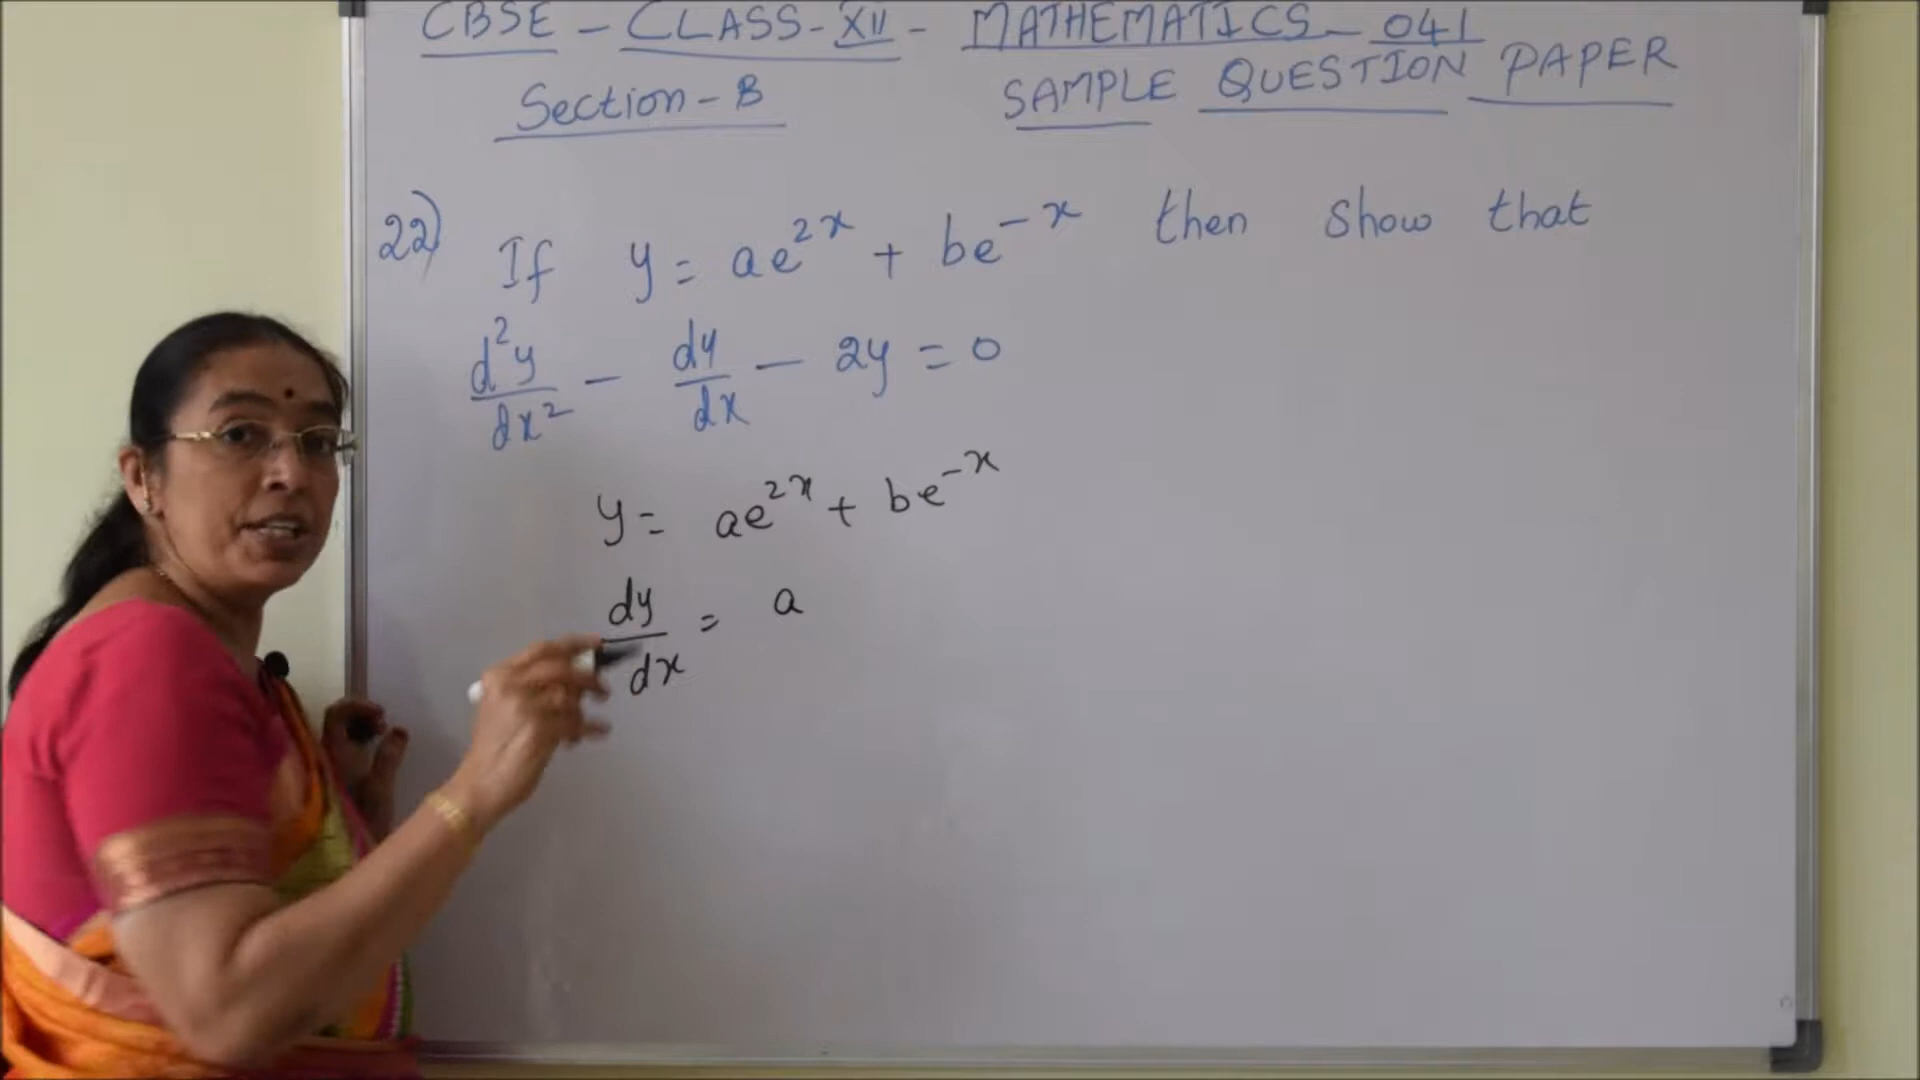 CBSE - CLASS-XII - MATHEMATICS - 041
Section-B SAMPLE QUESTION PAPER
22) If y = ae^{2x} + be^{-x} then show that
d²y/dx² - dy/dx - 2y = 0
y = ae^{2x} + be^{-x}
dy/dx = a